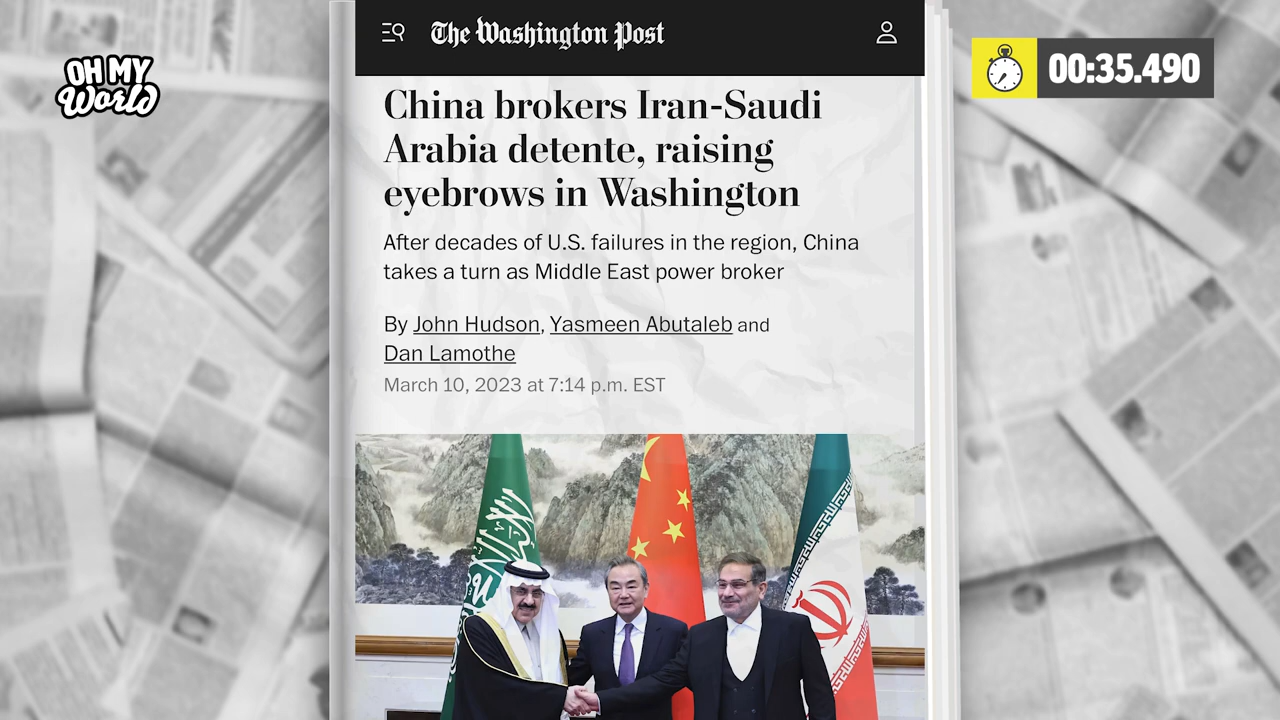 OH MY
World
The Washington Post
00:35.490
China brokers Iran-Saudi
Arabia detente, raising
eyebrows in Washington
After decades of U.S. failures in the region, China
takes a turn as Middle East power broker
By John Hudson, Yasmeen Abutaleb and
Dan Lamothe
March 10, 2023 at 7:14 p.m. EST